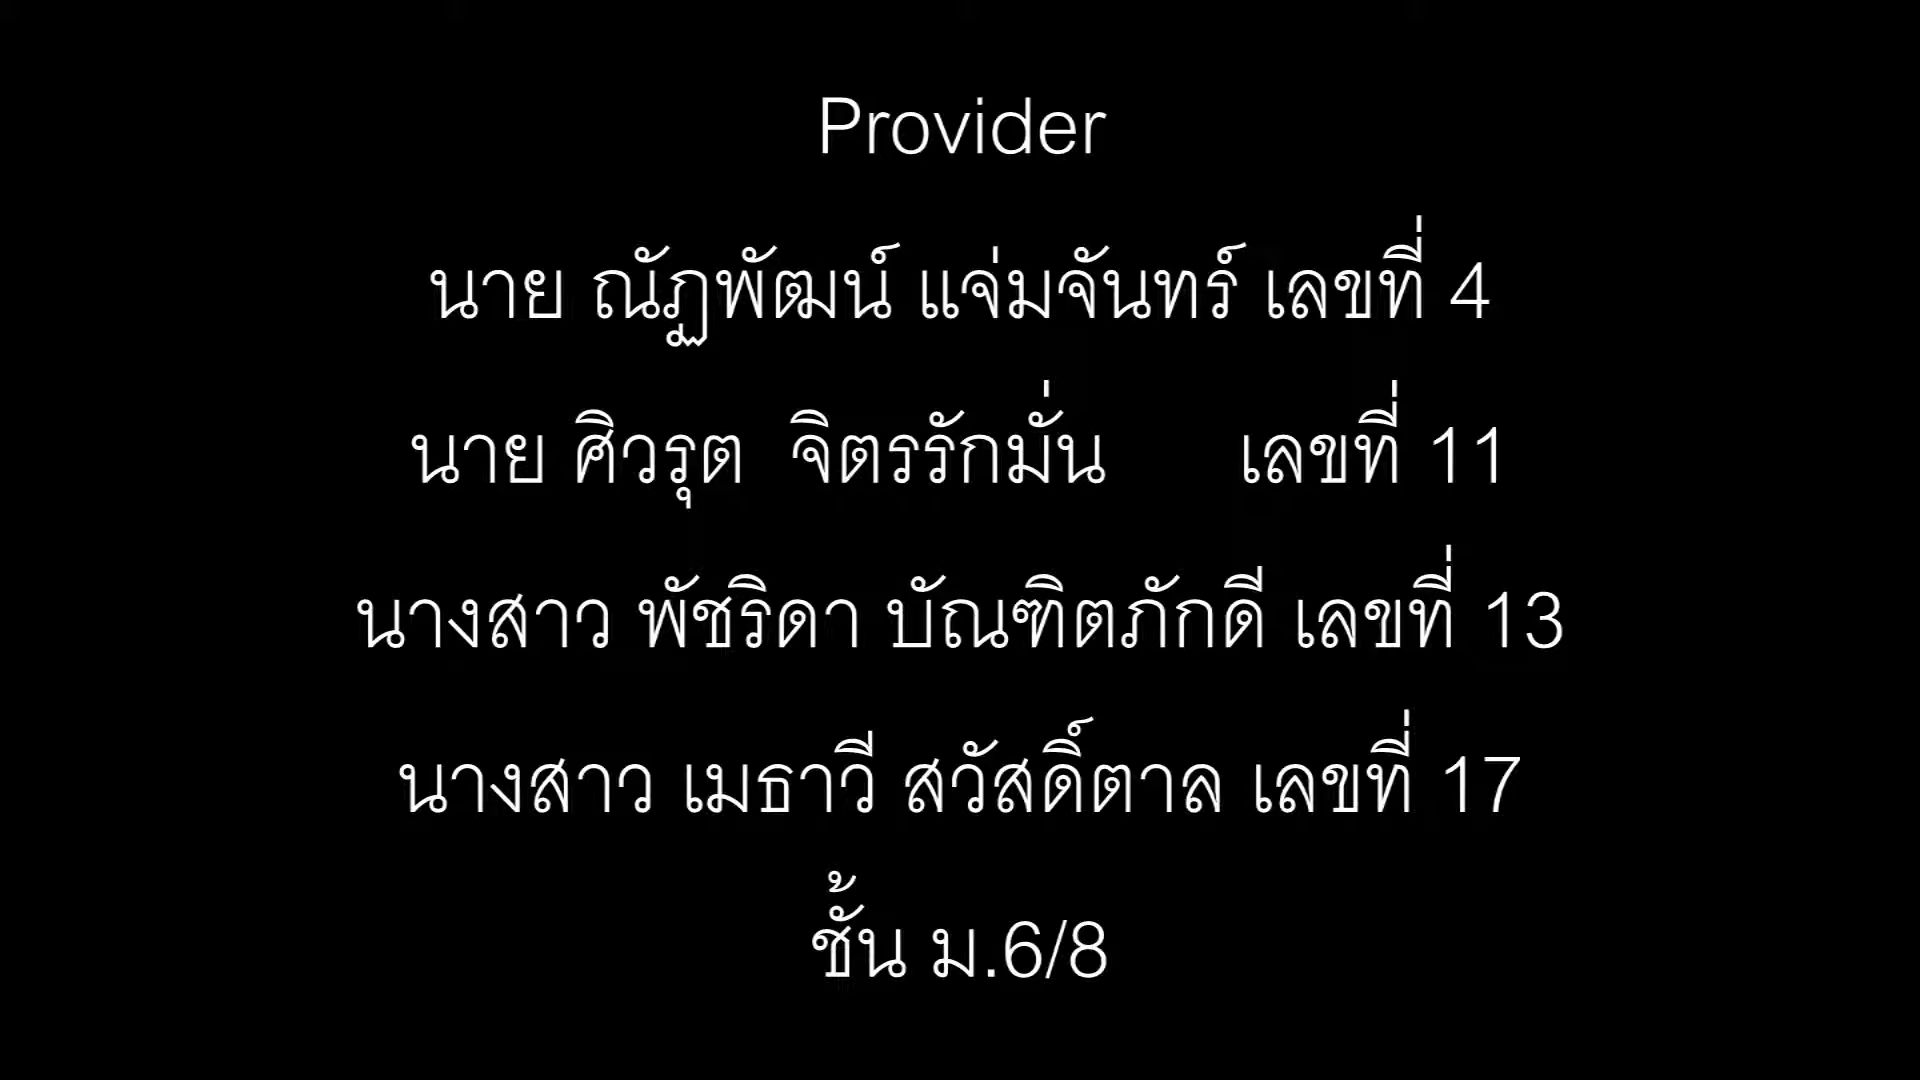 Provider
นาย ณัฏพัฒน์ แจ่มจันทร์ เลขที่ 4
นาย ศิวรุต จิตรรักมั่น เลขที่ 11
นางสาว พัชริดา บัณฑิตภักดี เลขที่ 13
นางสาว เมธาวี สวัสดิ์ตาล เลขที่ 17
ชั้น ม.6/8